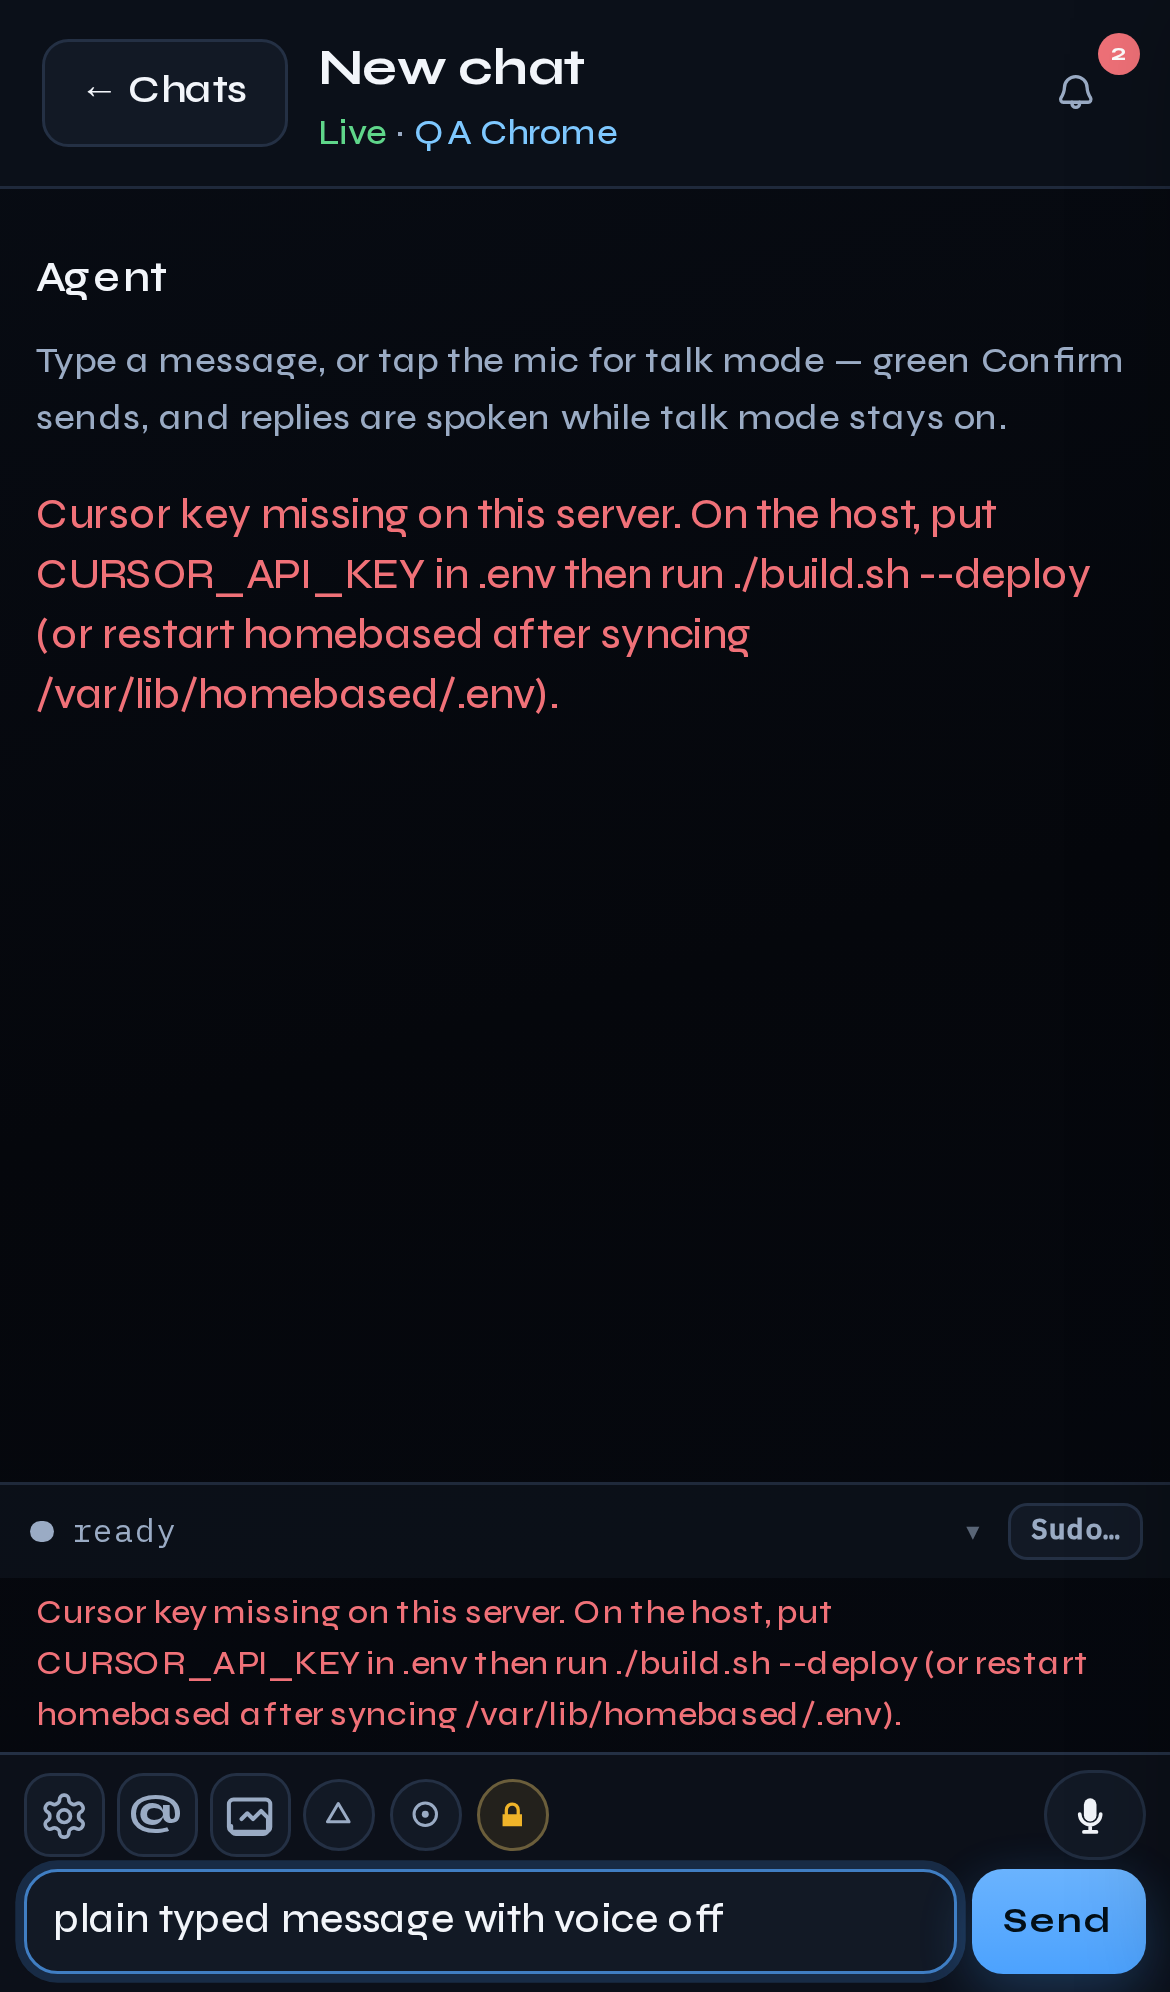 ← Chats
New chat
2
Live · QA Chrome
Agent
Type a message, or tap the mic for talk mode — green Confirm
sends, and replies are spoken while talk mode stays on.
Cursor key missing on this server. On the host, put
CURSOR_API_KEY in .env then run ./build.sh --deploy
(or restart homebased after syncing
/var/lib/homebased/.env).
ready
Sudo…
Cursor key missing on this server. On the host, put
CURSOR_API_KEY in .env then run ./build.sh --deploy (or restart
homebased after syncing /var/lib/homebased/.env).
@
plain typed message with voice off
Send